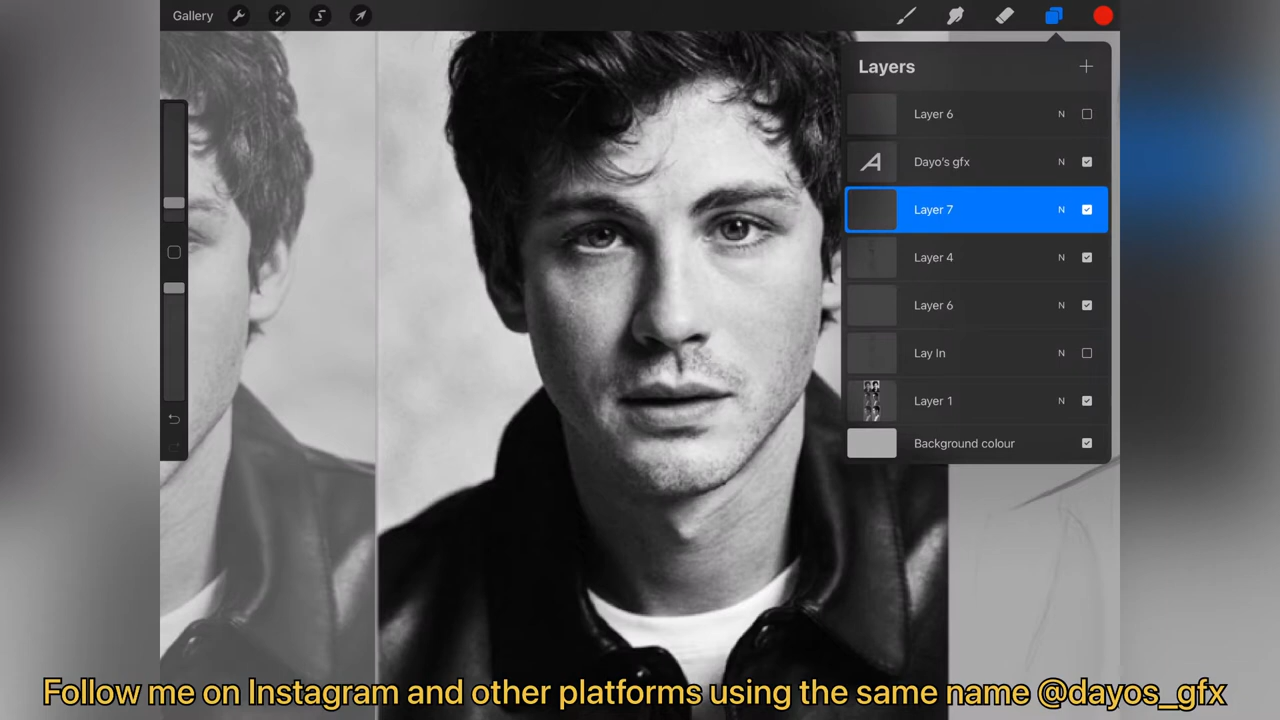 Gallery
Layers
Layer 6 N
Dayo's gfx N
Layer 7 N
Layer 4 N
Layer 6 N
Lay In N
Layer 1 N
Background colour
Follow me on Instagram and other platforms using the same name @dayos_gfx